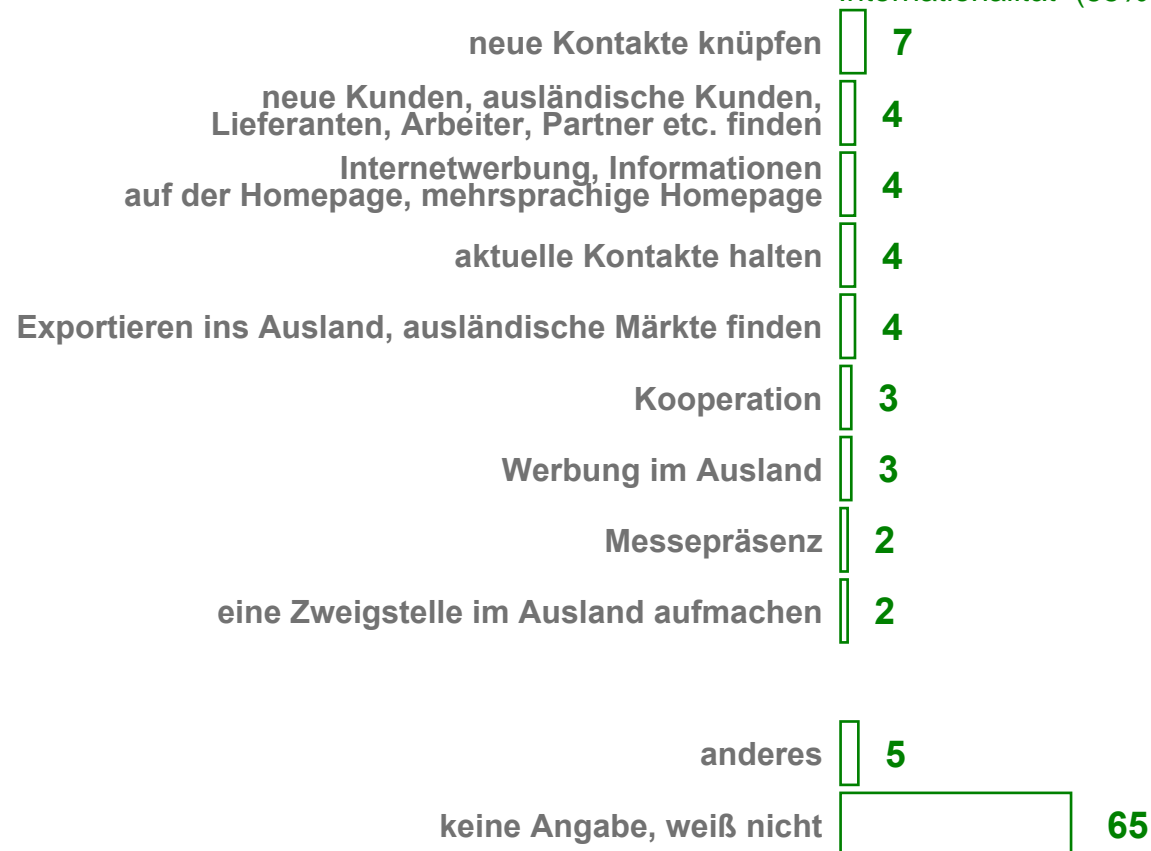 neue Kontakte knüpfen 7
neue Kunden, ausländische Kunden,
Lieferanten, Arbeiter, Partner etc. finden 4
Internetwerbung, Informationen
auf der Homepage, mehrsprachige Homepage 4
aktuelle Kontakte halten 4
Exportieren ins Ausland, ausländische Märkte finden 4
Kooperation 3
Werbung im Ausland 3
Messepräsenz 2
eine Zweigstelle im Ausland aufmachen 2
anderes 5
keine Angabe, weiß nicht 65